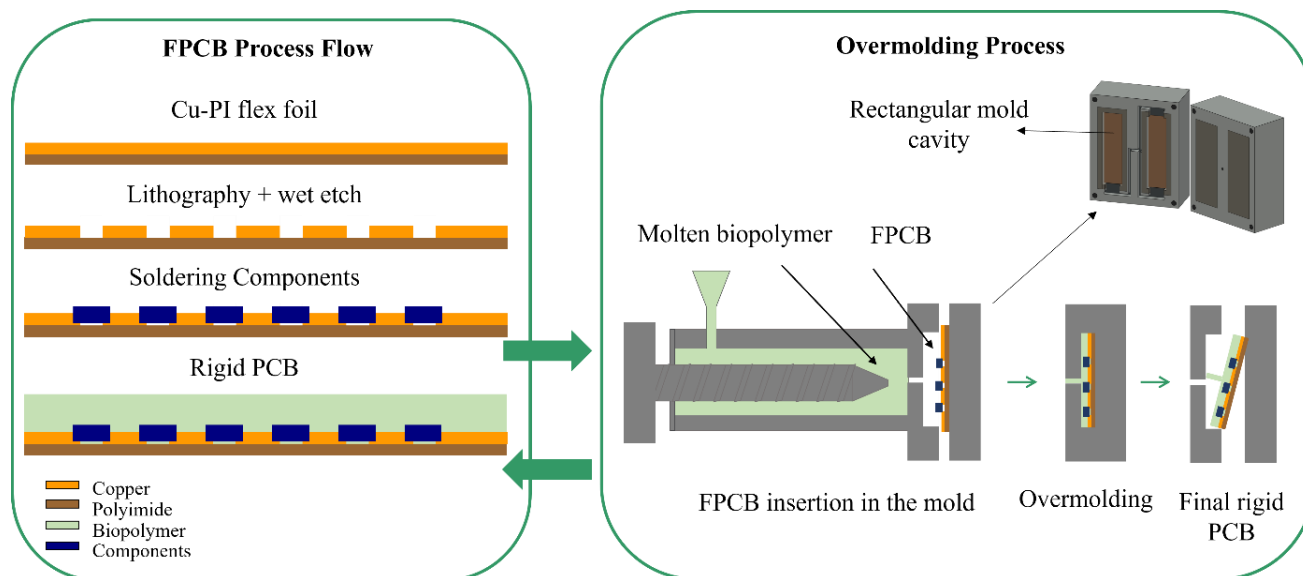 FPCB Process Flow
Cu-PI flex foil
Lithography + wet etch
Soldering Components
Rigid PCB
Copper
Polyimide
Biopolymer
Components
Overmolding Process
Rectangular mold
cavity
Molten biopolymer
FPCB
FPCB insertion in the mold
Overmolding
Final rigid
PCB